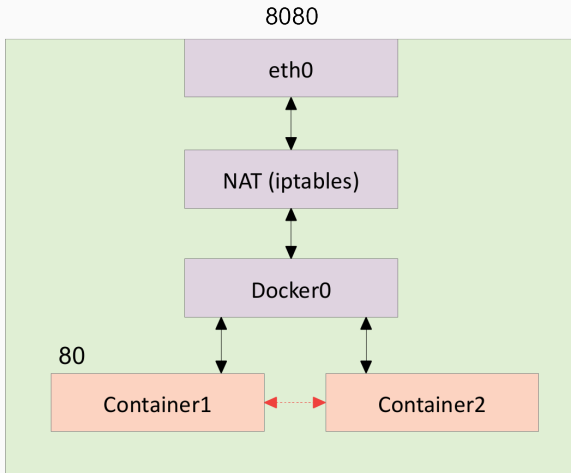 8080
eth0
NAT (iptables)
Docker0
80
Container1
Container2